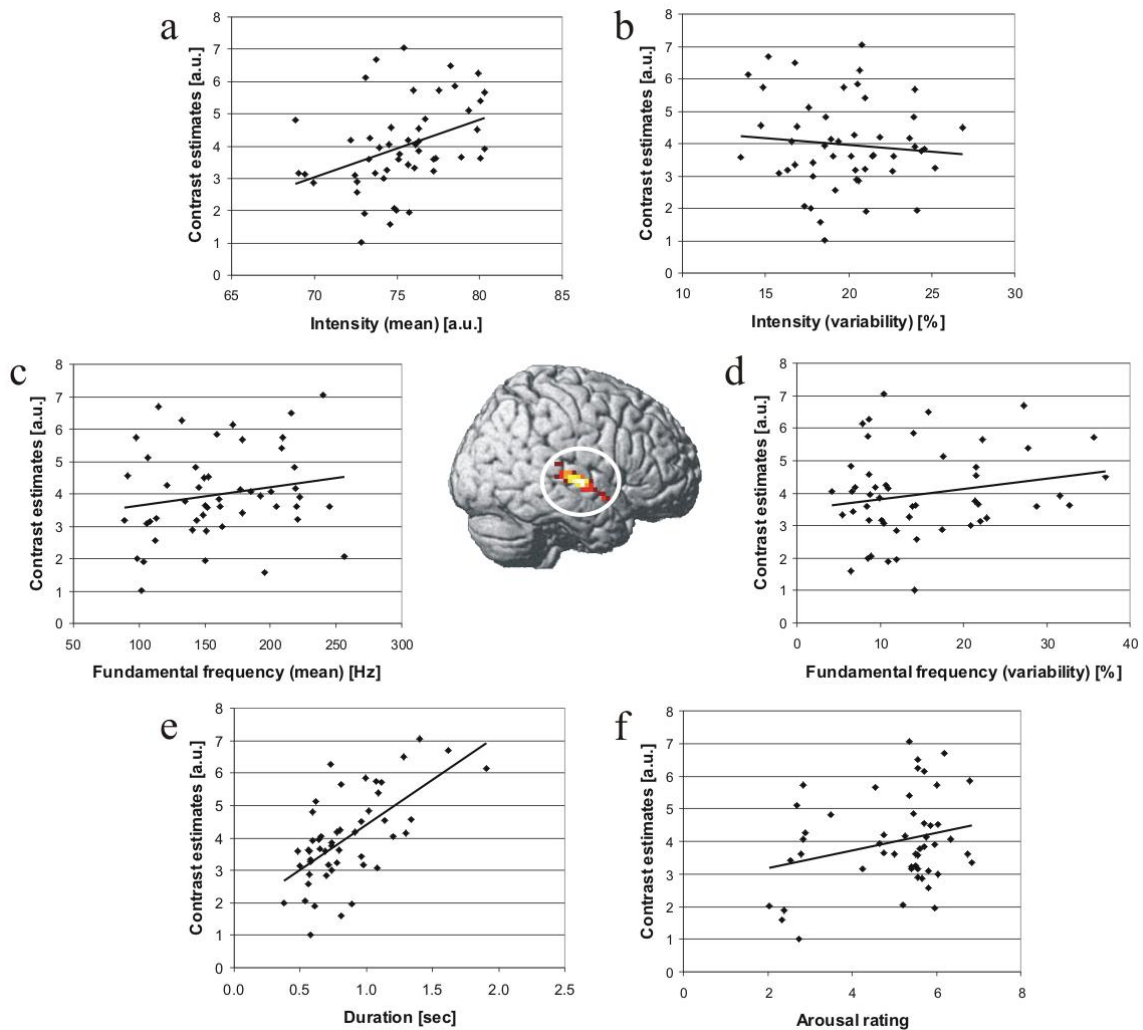 a
Contrast estimates [a.u.]
8
7
6
5
4
3
2
1
0
65 70 75 80 85
Intensity (mean) [a.u.]
b
Contrast estimates [a.u.]
8
7
6
5
4
3
2
1
0
10 15 20 25 30
Intensity (variability) [%]
c
Contrast estimates [a.u.]
8
7
6
5
4
3
2
1
0
50 100 150 200 250 300
Fundamental frequency (mean) [Hz]
d
Contrast estimates [a.u.]
8
7
6
5
4
3
2
1
0
0 10 20 30 40
Fundamental frequency (variability) [%]
e
Contrast estimates [a.u.]
8
7
6
5
4
3
2
1
0
0.0 0.5 1.0 1.5 2.0 2.5
Duration [sec]
f
Contrast estimates [a.u.]
8
7
6
5
4
3
2
1
0
0 2 4 6 8
Arousal rating